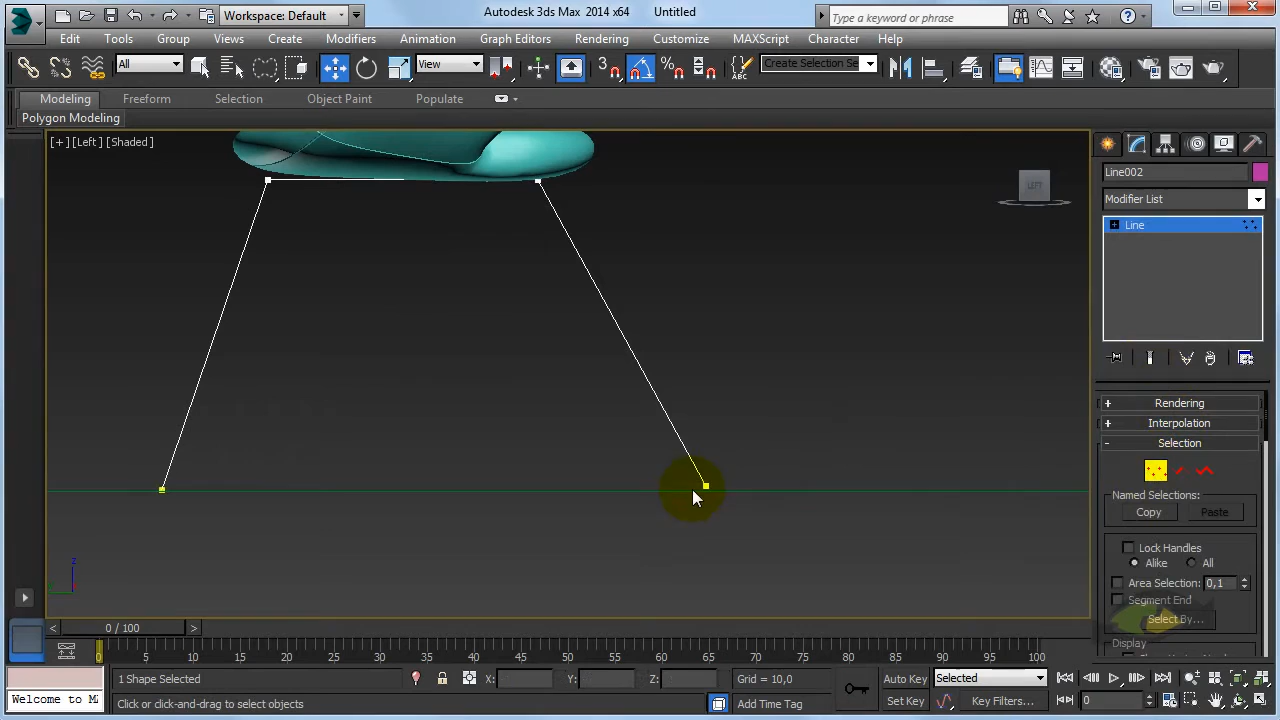 Workspace: Default
Autodesk 3ds Max 2014 x64 Untitled
Type a keyword or phrase
Edit Tools Group Views Create Modifiers Animation Graph Editors Rendering Customize MAXScript Character Help
All View 3 % ABC Create Selection Se
Modeling Freeform Selection Object Paint Populate
Polygon Modeling
[+] [Left] [Shaded]
LEFT
Line002
Modifier List
Line
+ Rendering
+ Interpolation
- Selection
Named Selections:
Copy Paste
Lock Handles
Alike All
Area Selection: 0,1
Segment End
Select By...
Display
z
< 0 / 100 >
0 5 10 15 20 25 30 35 40 45 50 55 60 65 70 75 80 85 90 95 100
1 Shape Selected X: Y: Z: Grid = 10,0 Auto Key Selected
Welcome to M Click or click-and-drag to select objects Add Time Tag Set Key Key Filters... 0